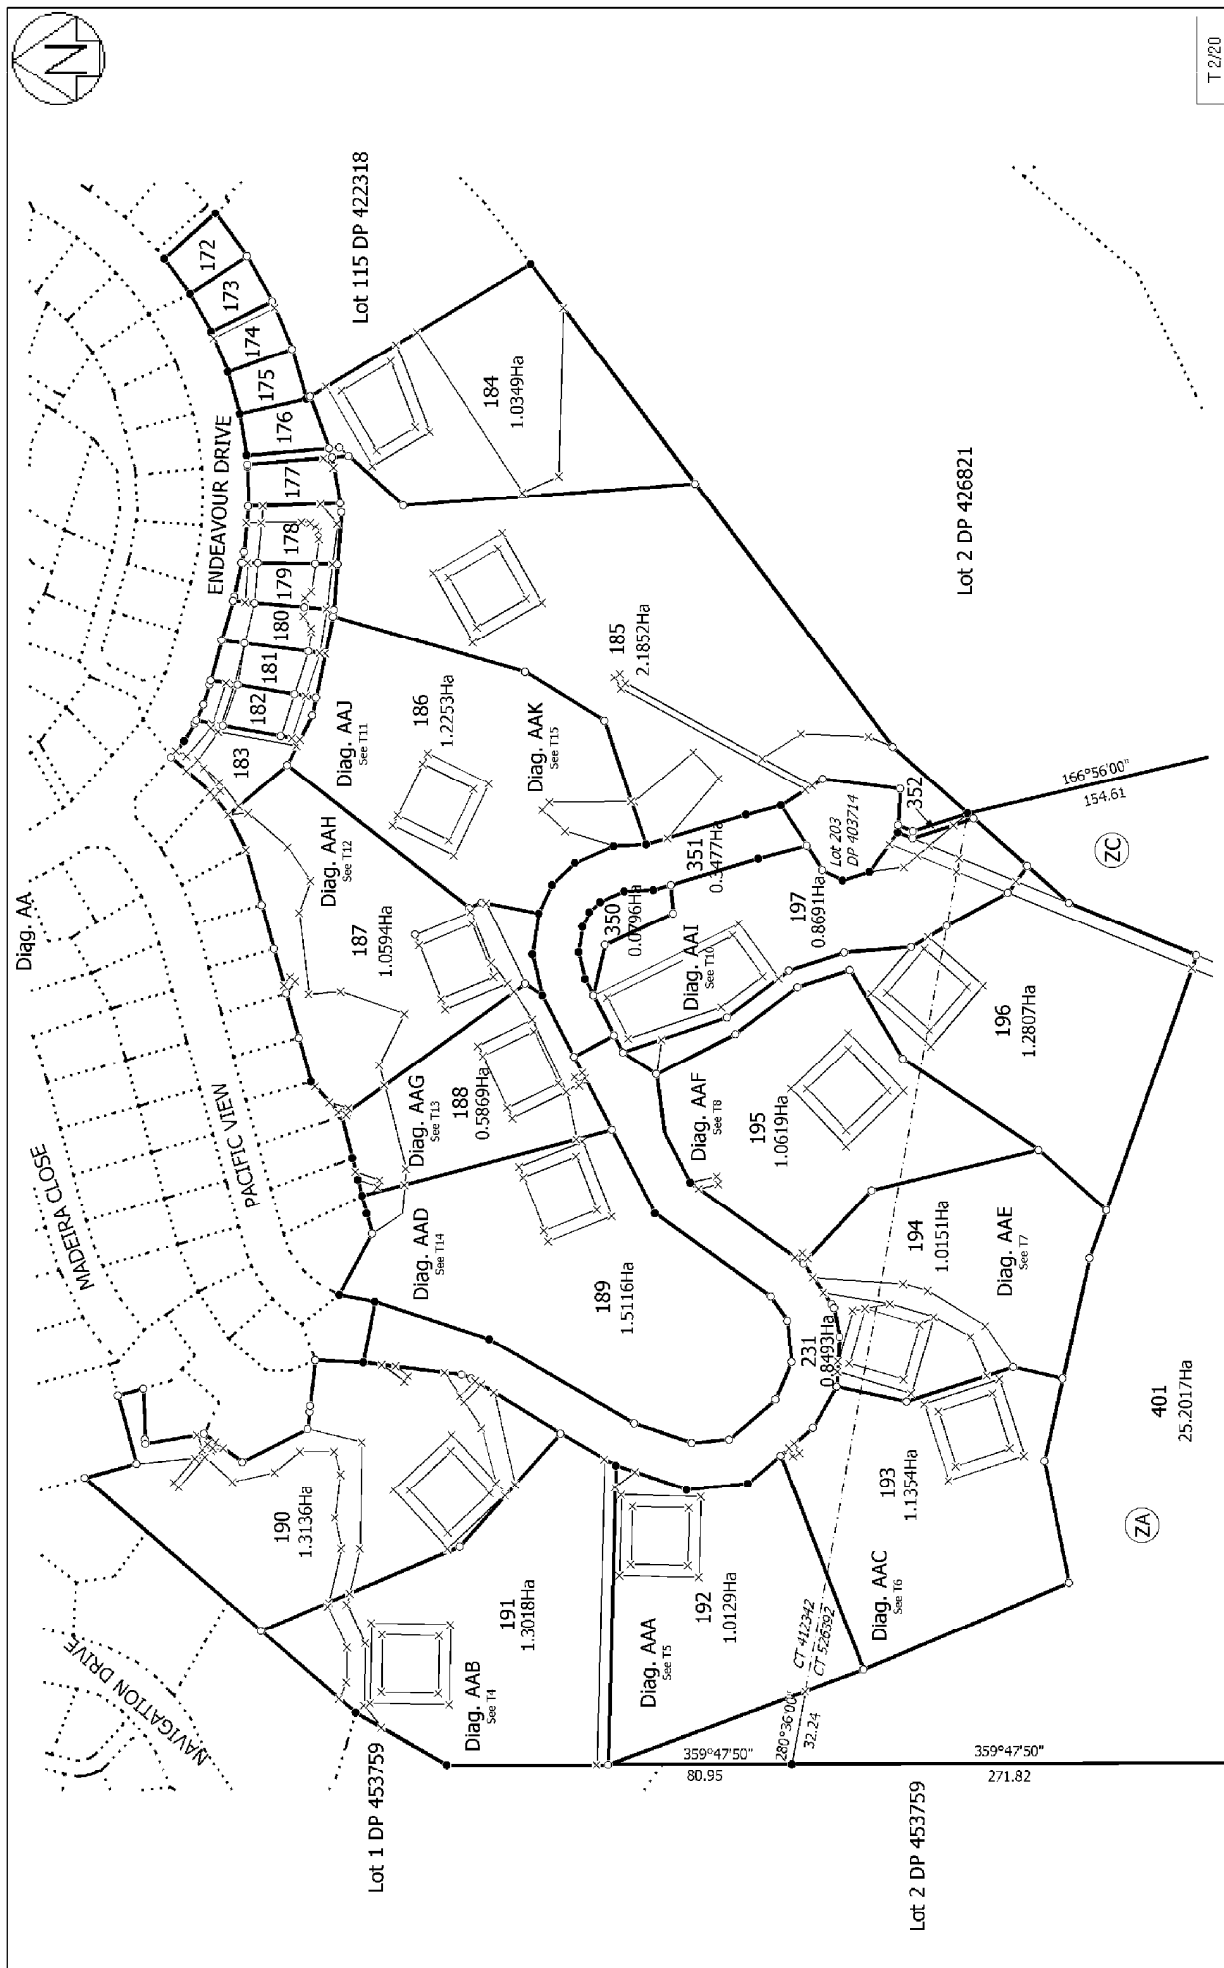 N
T 2/20
Diag. AA
MADEIRA CLOSE
PACIFIC VIEW
NAVIGATION DRIVE
ENDEAVOUR DRIVE
Lot 115 DP 422318
172
173
174
175
176
177
178
179
180
181
182
183
184
1.0349Ha
185
2.1852Ha
186
1.2253Ha
Diag. AAJ
See T11
Diag. AAK
See T15
Diag. AAH
See T12
187
1.0594Ha
Diag. AAG
See T13
188
0.5869Ha
Diag. AAD
See T14
189
1.5116Ha
190
1.3136Ha
191
1.3018Ha
Diag. AAB
See T4
Lot 1 DP 453759
Diag. AAA
See T5
192
1.0129Ha
193
1.1354Ha
Diag. AAC
See T6
CT 412342
CT 526392
280°36'00"
32.24
359°47'50"
80.95
359°47'50"
271.82
Lot 2 DP 453759
231
0.8493Ha
194
1.0151Ha
Diag. AAE
See T7
195
1.0619Ha
Diag. AAF
See T8
196
1.2807Ha
197
0.8691Ha
Diag. AAI
See T10
350
0.0796Ha
351
0.3477Ha
Lot 203
DP 403714
352
Lot 2 DP 426821
166°56'00"
154.61
ZC
ZA
401
25.2017Ha